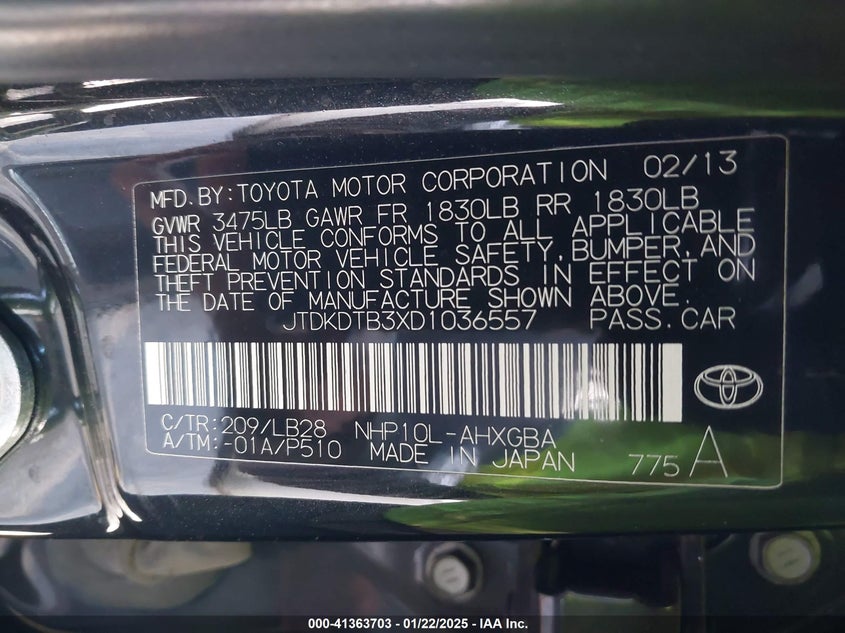 MFD.BY:TOYOTA MOTOR CORPORATION 02/13
GVWR 3475LB GAWR FR 1830LB RR 1830LB
THIS VEHICLE CONFORMS TO ALL APPLICABLE
FEDERAL MOTOR VEHICLE SAFETY,BUMPER,AND
THEFT PREVENTION STANDARDS IN EFFECT ON
THE DATE OF MANUFACTURE SHOWN ABOVE.
JTDKDTB3XD1036557 PASS.CAR
C/TR:209/LB28 NHP10L-AHXGBA
A/TM:-01A/P510 MADE IN JAPAN 775A
000-41363703 - 01/22/2025 - IAA Inc.